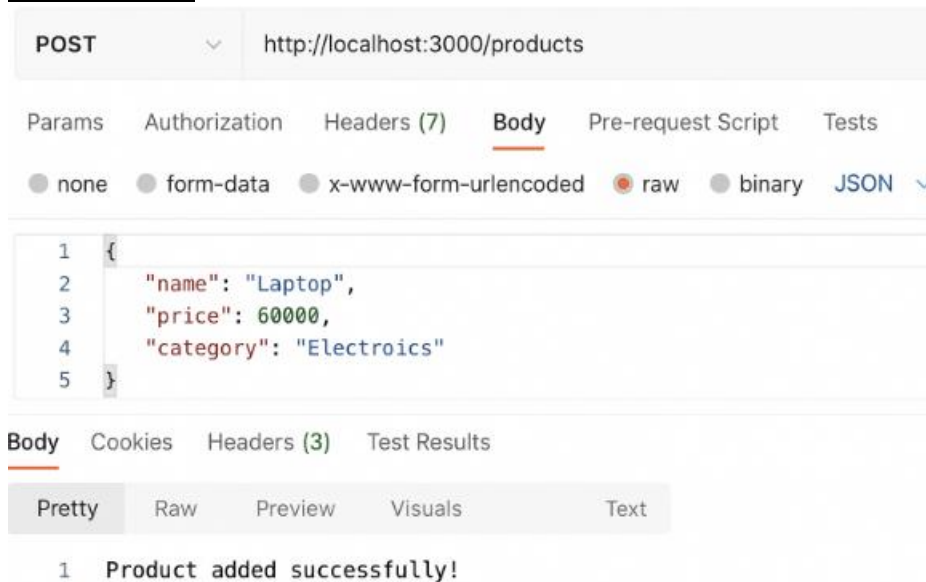 POST http://localhost:3000/products
Params Authorization Headers (7) Body Pre-request Script Tests
none form-data x-www-form-urlencoded raw binary JSON
1 {
2 "name": "Laptop",
3 "price": 60000,
4 "category": "Electroics"
5 }
Body Cookies Headers (3) Test Results
Pretty Raw Preview Visuals Text
1 Product added successfully!